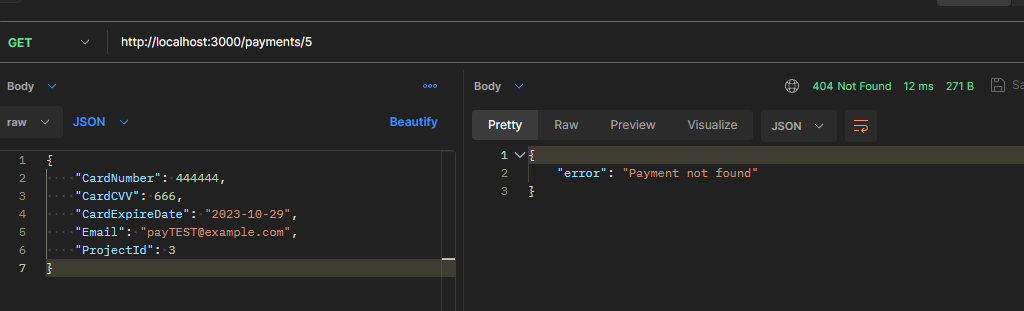 GET http://localhost:3000/payments/5
Body
raw JSON Beautify
1 {
2 "CardNumber": 444444,
3 "CardCVV": 666,
4 "CardExpireDate": "2023-10-29",
5 "Email": "payTEST@example.com",
6 "ProjectId": 3
7 }
Body 404 Not Found 12 ms 271 B Sa
Pretty Raw Preview Visualize JSON
1 {
2 "error": "Payment not found"
3 }